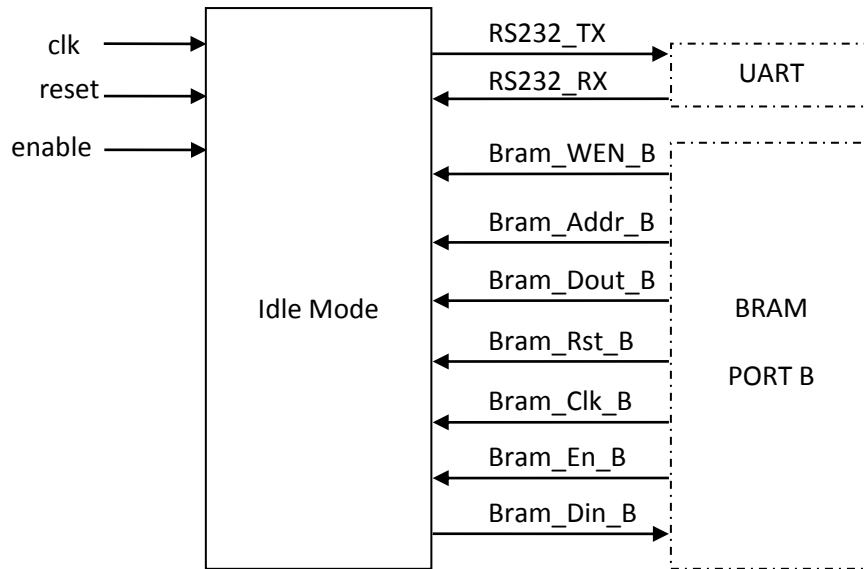 clk
reset
enable
Idle Mode
RS232_TX
RS232_RX
UART
Bram_WEN_B
Bram_Addr_B
Bram_Dout_B
Bram_Rst_B
Bram_Clk_B
Bram_En_B
Bram_Din_B
BRAM
PORT B